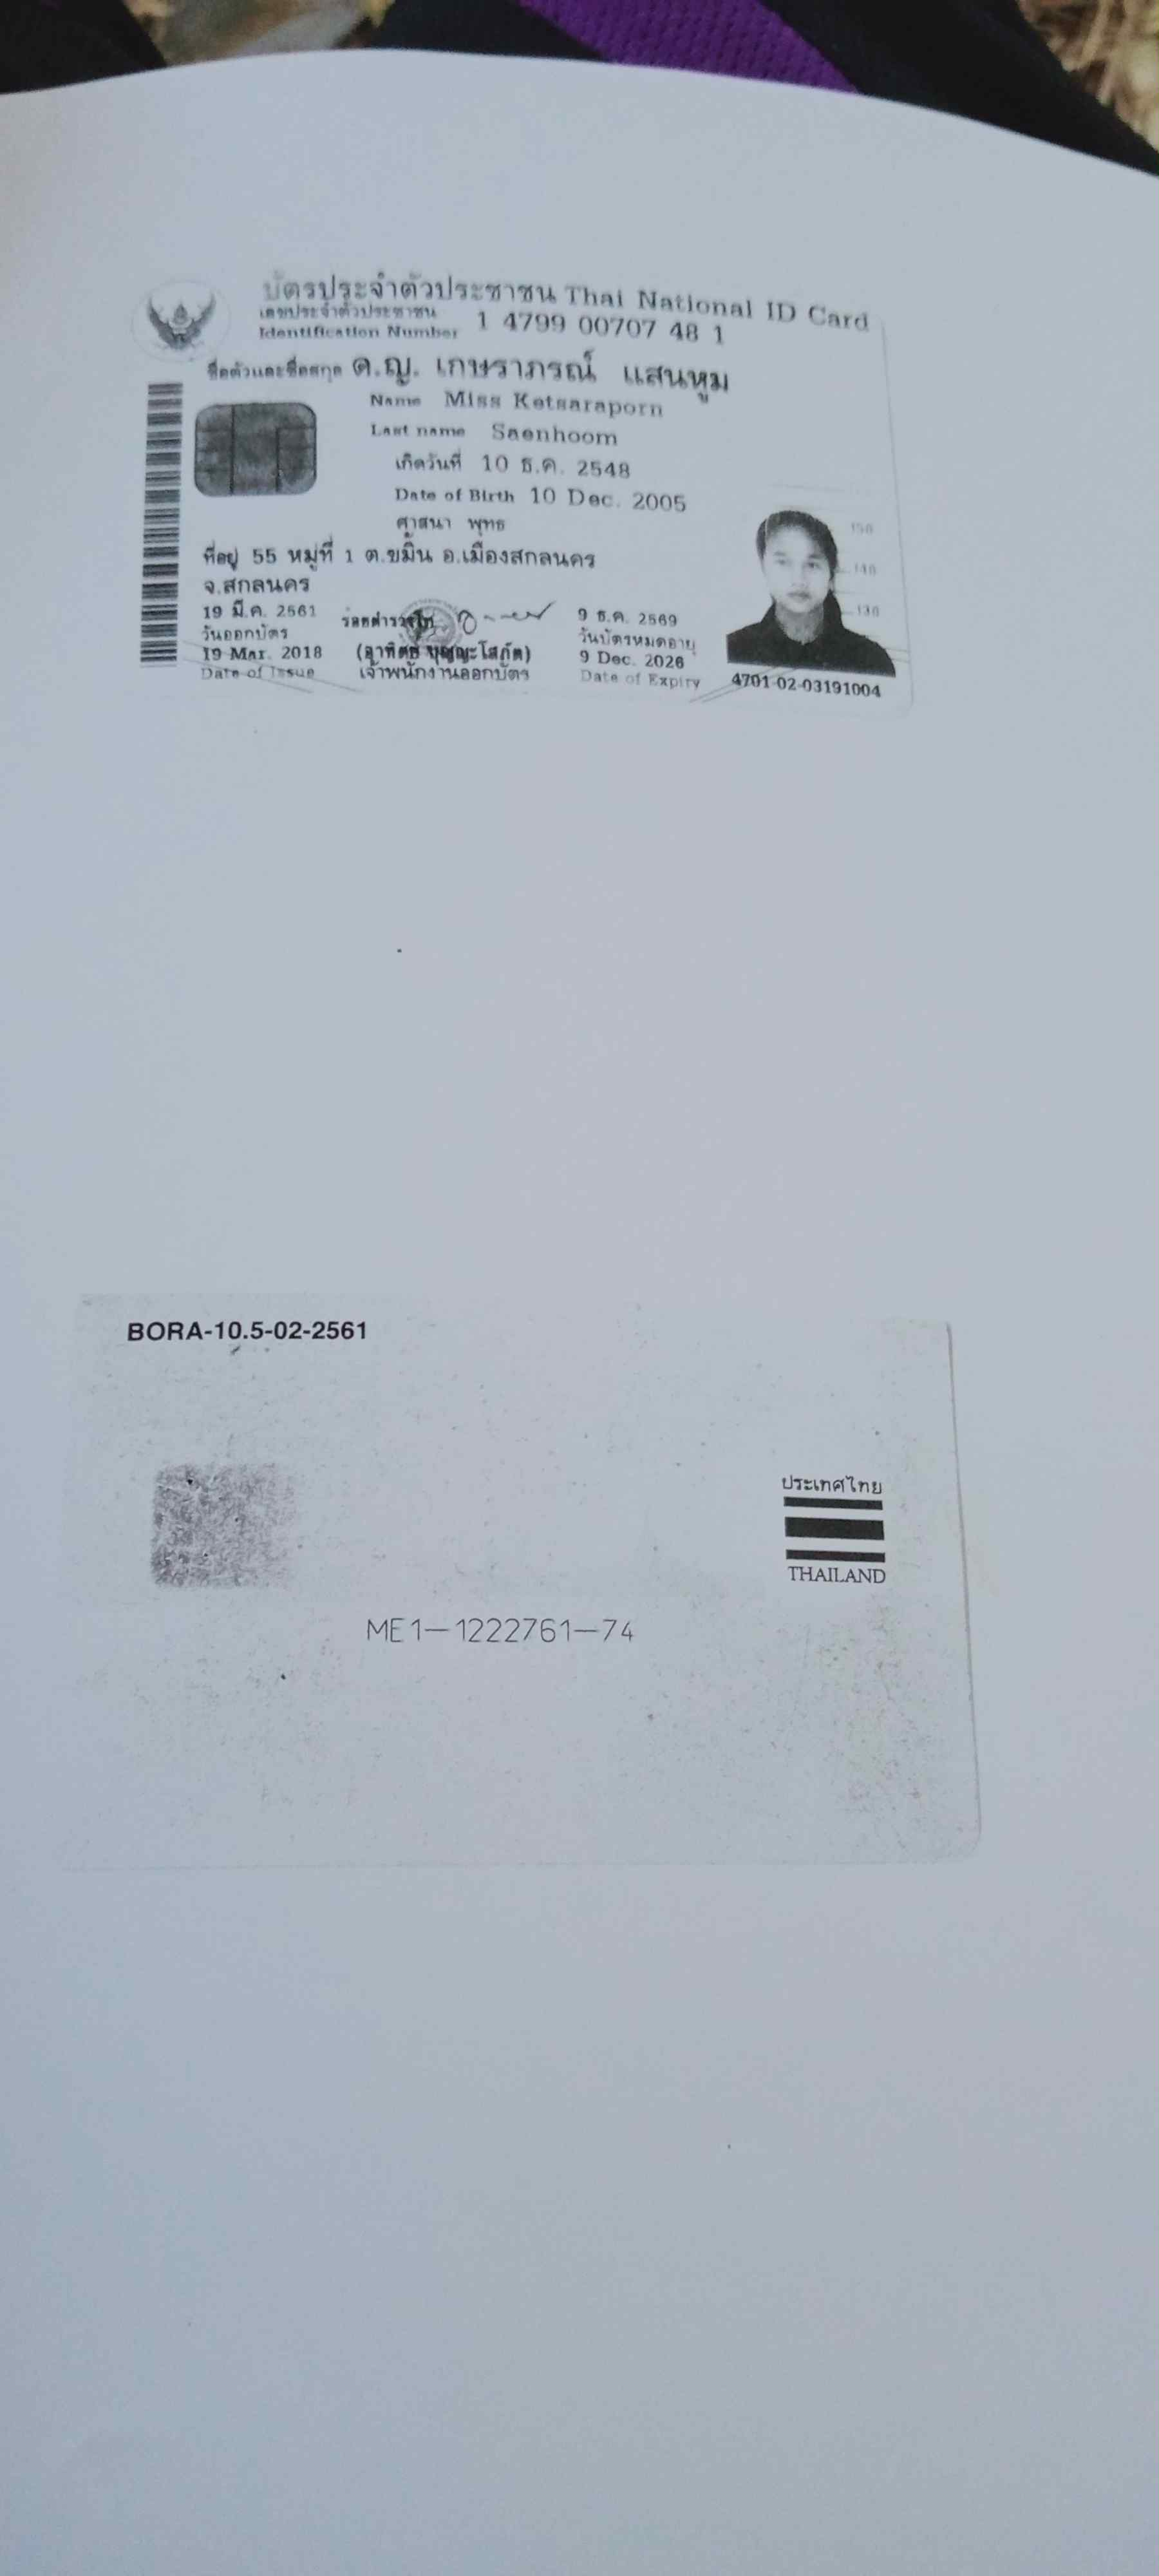 บัตรประจำตัวประชาชน Thai National ID Card
เลขประจำตัวประชาชน
Identification Number 1 4799 00707 48 1
ชื่อตัวและชื่อสกุล ด.ญ. เกษราภรณ์ แสนหูม
Name Miss Ketsaraporn
Last name Saenhoom
เกิดวันที่ 10 ธ.ค. 2548
Date of Birth 10 Dec. 2005
ศาสนา พุทธ
ที่อยู่ 55 หมู่ที่ 1 ต.ขมิ้น อ.เมืองสกลนคร
จ.สกลนคร
19 มี.ค. 2561
วันออกบัตร
19 Mar. 2018
Date of Issue
ร้อยตำรวจโท
(อาทิตย์ บุญญะโสภัต)
เจ้าพนักงานออกบัตร
9 ธ.ค. 2569
วันบัตรหมดอายุ
9 Dec. 2026
Date of Expiry
150
140
130
4701-02-03191004
BORA-10.5-02-2561
ประเทศไทย
THAILAND
ME1-1222761-74